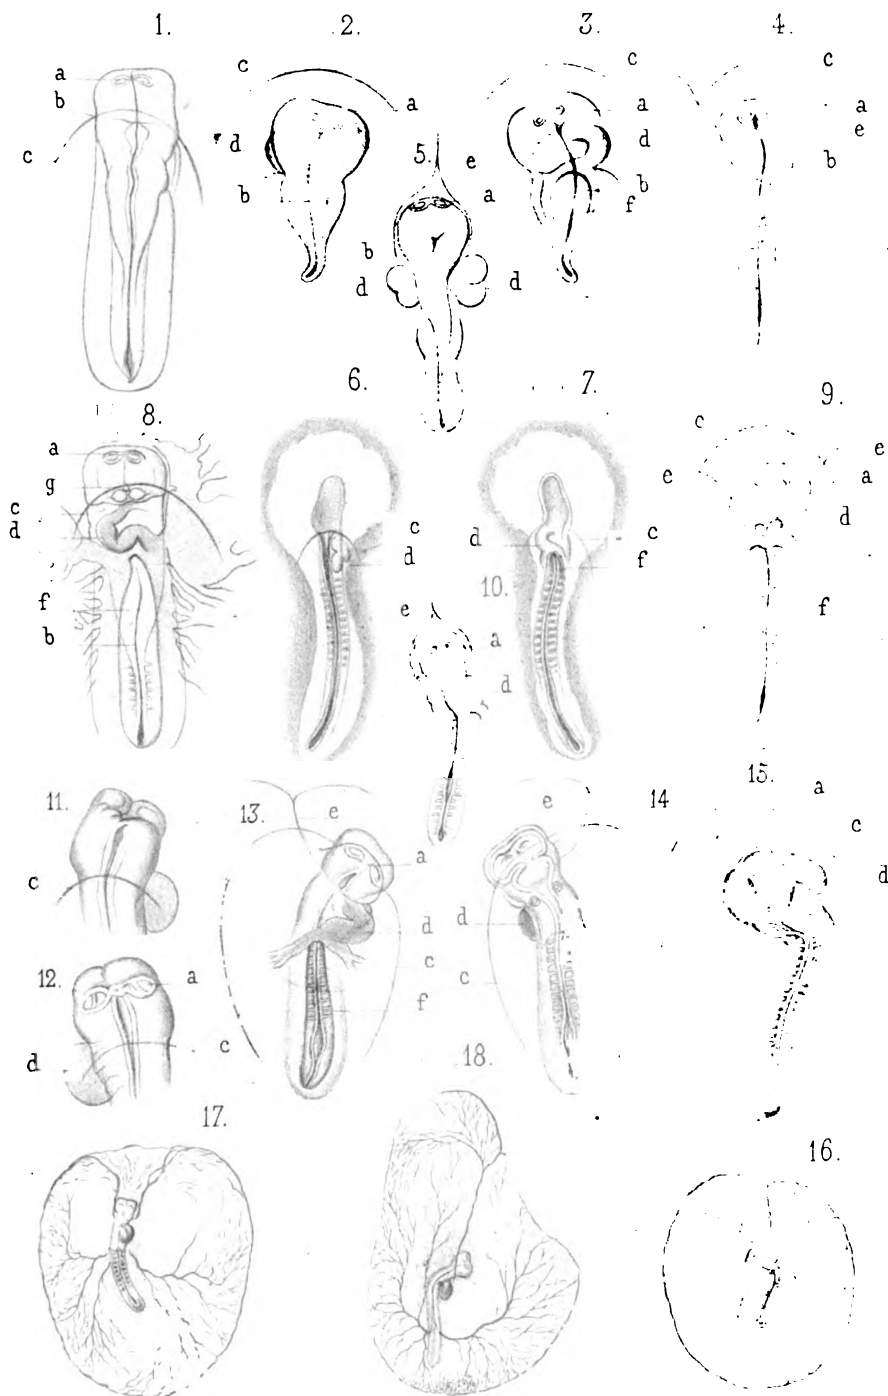 1. 2. 3. 4.
c c c
a a a a
b d 5. e d e
c b a b b
f
b
d d
6. 7.
8. 9.
c
a e
g e a
c c c d
d d d f
10.
f e f
b a
d
15.
11. 13. e e 14 a
a c
c d d d
12. a c c
f
d c
18.
17.
16.